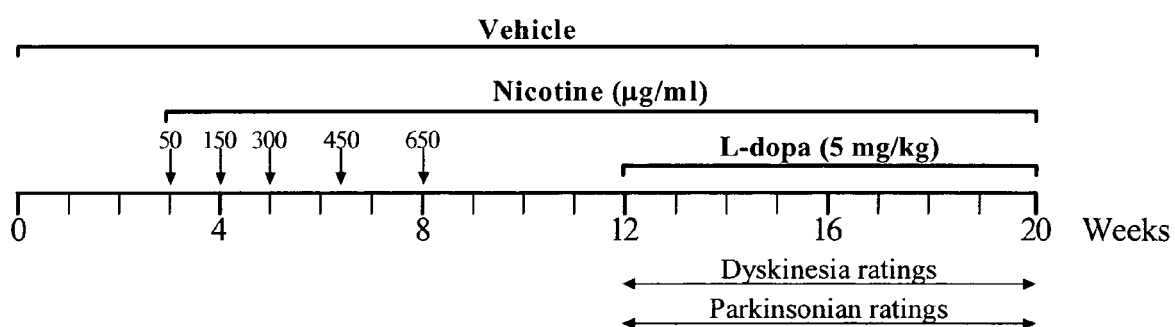 Vehicle
Nicotine (µg/ml)
50 150 300 450 650
L-dopa (5 mg/kg)
0 4 8 12 16 20 Weeks
Dyskinesia ratings
Parkinsonian ratings